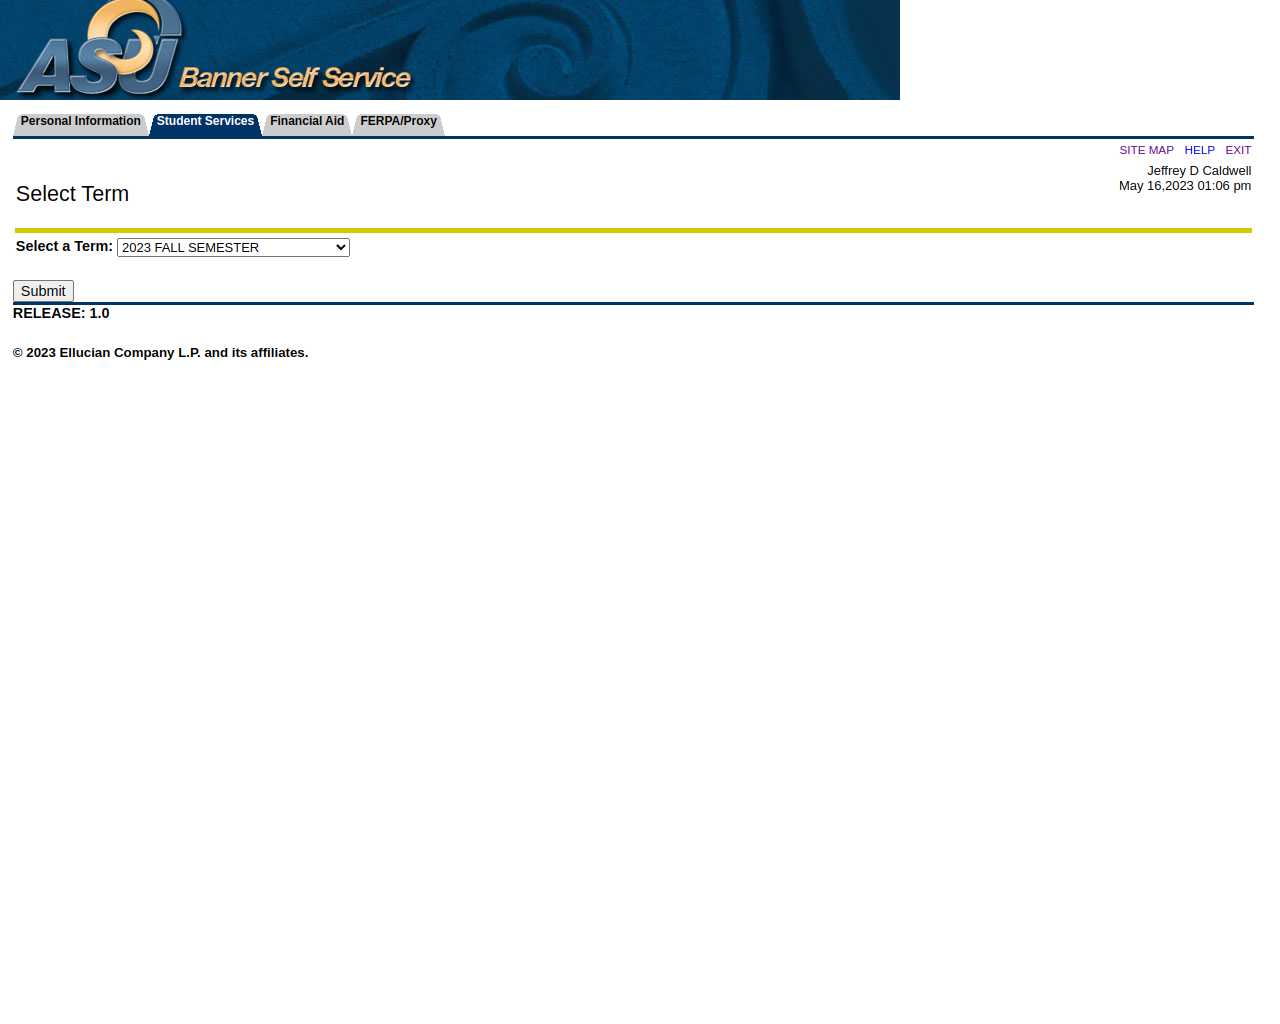 ASU Banner Self Service
Personal Information Student Services Financial Aid FERPA/Proxy
SITE MAP HELP EXIT
Jeffrey D Caldwell
May 16,2023 01:06 pm
Select Term
Select a Term: 2023 FALL SEMESTER
Submit
RELEASE: 1.0
© 2023 Ellucian Company L.P. and its affiliates.